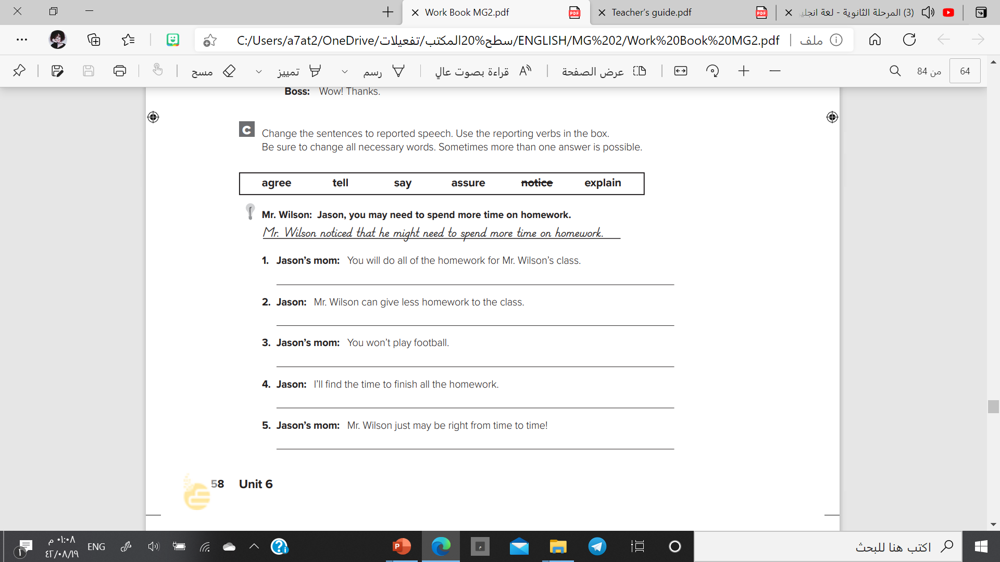 Work Book MG2.pdf
Teacher's guide.pdf
(3) المرحلة الثانوية - لغة انجلي
C:/Users/a7at2/OneDrive/سطح%20المكتب/تفعيلات/ENGLISH/MG%202/Work%20Book%20MG2.pdf
ملف
مسح
تمييز
رسم
قراءة بصوت عالٍ
عرض الصفحة
من 84
64
Boss: Wow! Thanks.
C Change the sentences to reported speech. Use the reporting verbs in the box.
Be sure to change all necessary words. Sometimes more than one answer is possible.
agree tell say assure notice explain
Mr. Wilson: Jason, you may need to spend more time on homework.
Mr. Wilson noticed that he might need to spend more time on homework.
1. Jason's mom: You will do all of the homework for Mr. Wilson's class.
2. Jason: Mr. Wilson can give less homework to the class.
3. Jason's mom: You won't play football.
4. Jason: I'll find the time to finish all the homework.
5. Jason's mom: Mr. Wilson just may be right from time to time!
58 Unit 6
٠١:٠٨ م
ENG
٤٢/٠٨/١٩
اكتب هنا للبحث